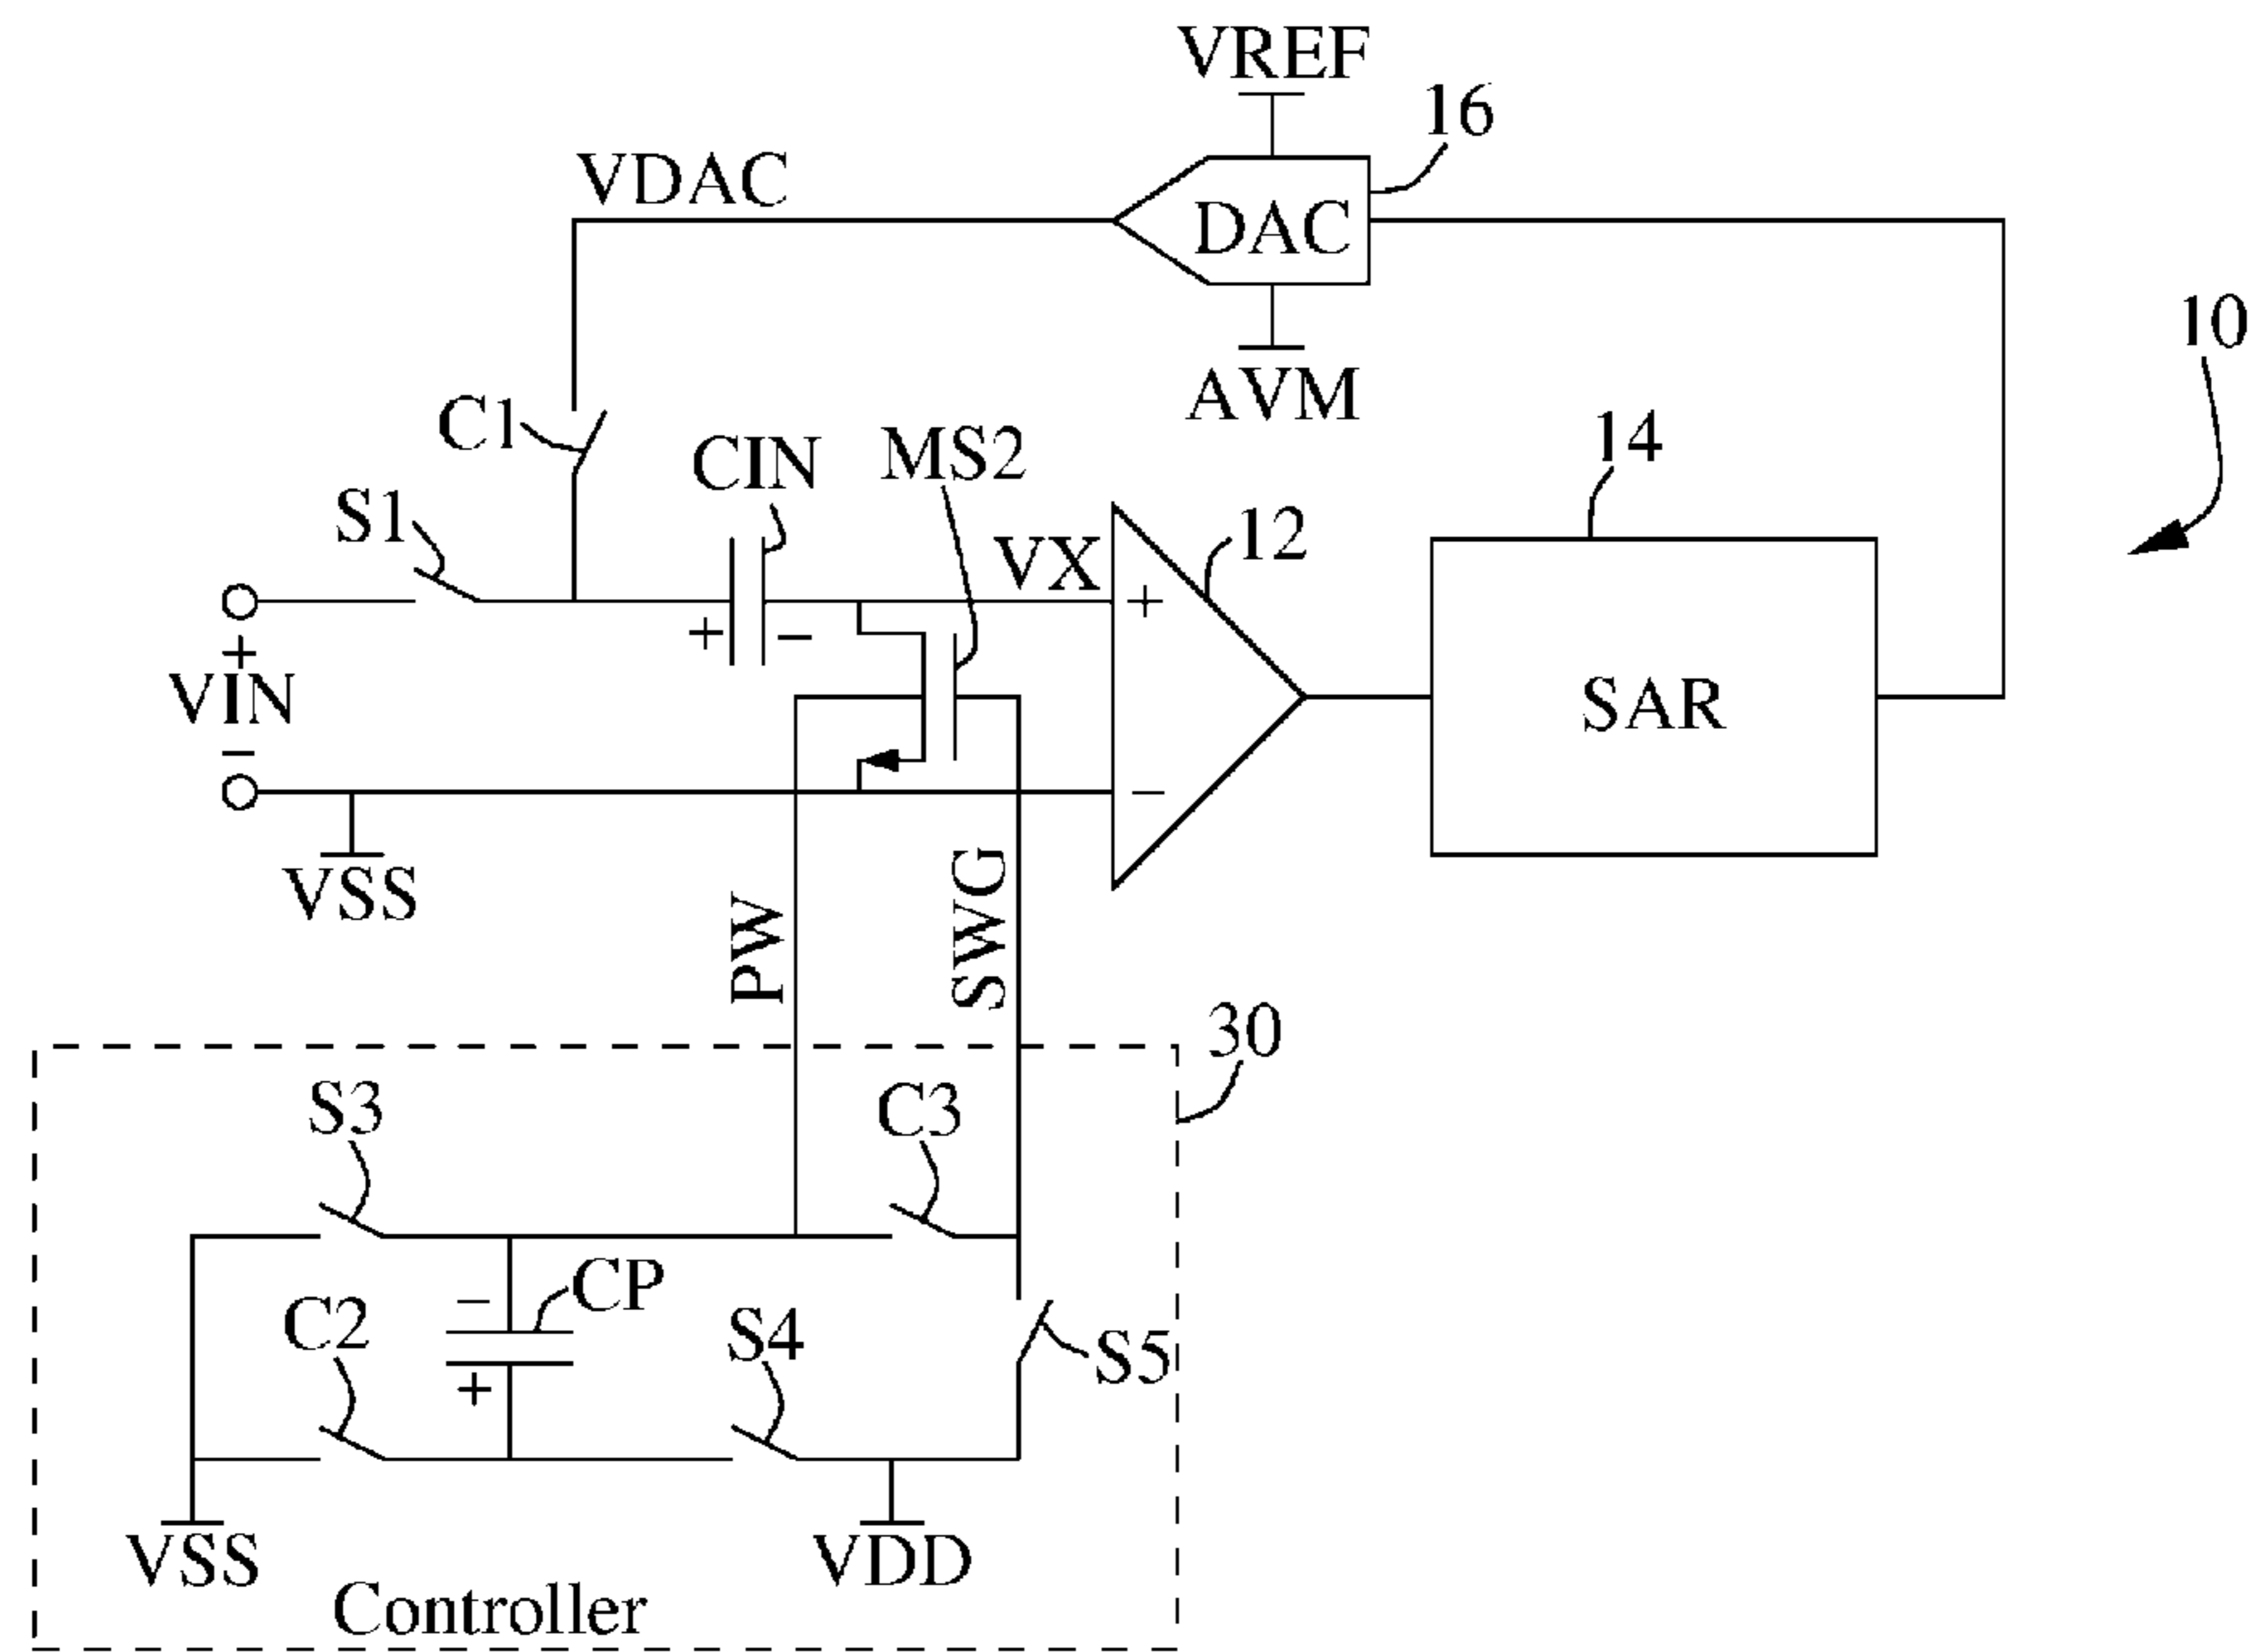 VREF
16
VDAC
DAC
10
AVM
C1
CIN
MS2
14
S1
VX
12
+
+
−
+
VIN
SAR
−
−
VSS
PW
SWG
30
S3
C3
−
CP
C2
S4
S5
+
VSS
VDD
Controller